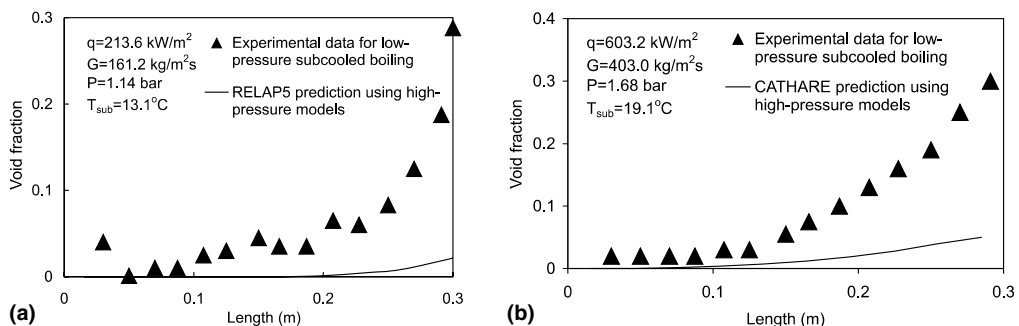 0.3
0.2
0.1
0
Void fraction
q=213.6 kW/m²
G=161.2 kg/m²s
P=1.14 bar
T_sub=13.1°C
▲ Experimental data for low-
pressure subcooled boiling
RELAP5 prediction using high-
pressure models
0 0.1 0.2 0.3
Length (m)
(a)
0.4
0.3
0.2
0.1
0.0
Void fraction
q=603.2 kW/m²
G=403.0 kg/m²s
P=1.68 bar
T_sub=19.1°C
▲ Experimental data for low-
pressure subcooled boiling
CATHARE prediction using
high-pressure models
0 0.1 0.2 0.3
Length (m)
(b)